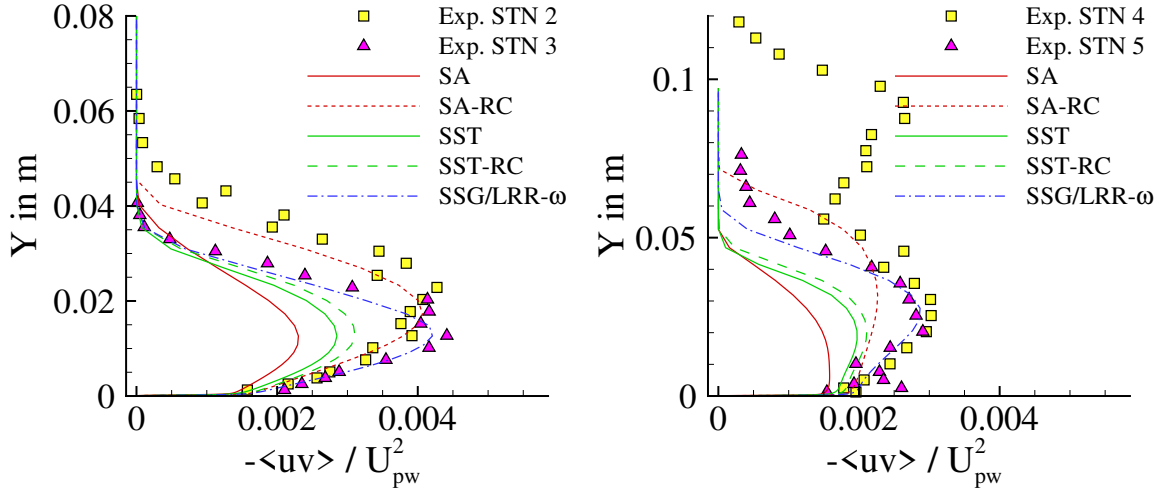 0.08
0.06
0.04
0.02
0
Y in m
0
0.002
0.004
-<uv> / U²pw
Exp. STN 2
Exp. STN 3
SA
SA-RC
SST
SST-RC
SSG/LRR-ω
0.1
0.05
0
Y in m
0
0.002
0.004
-<uv> / U²pw
Exp. STN 4
Exp. STN 5
SA
SA-RC
SST
SST-RC
SSG/LRR-ω